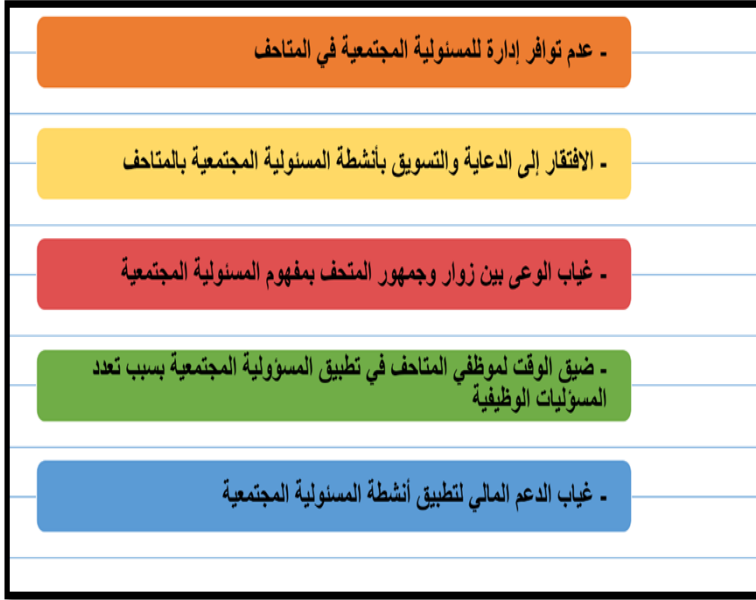 - عدم توافر إدارة للمسئولية المجتمعية في المتاحف
- الافتقار إلى الدعاية والتسويق بأنشطة المسئولية المجتمعية بالمتاحف
- غياب الوعى بين زوار وجمهور المتحف بمفهوم المسئولية المجتمعية
- ضيق الوقت لموظفي المتاحف في تطبيق المسؤولية المجتمعية بسبب تعدد
المسؤليات الوظيفية
- غياب الدعم المالي لتطبيق أنشطة المسئولية المجتمعية